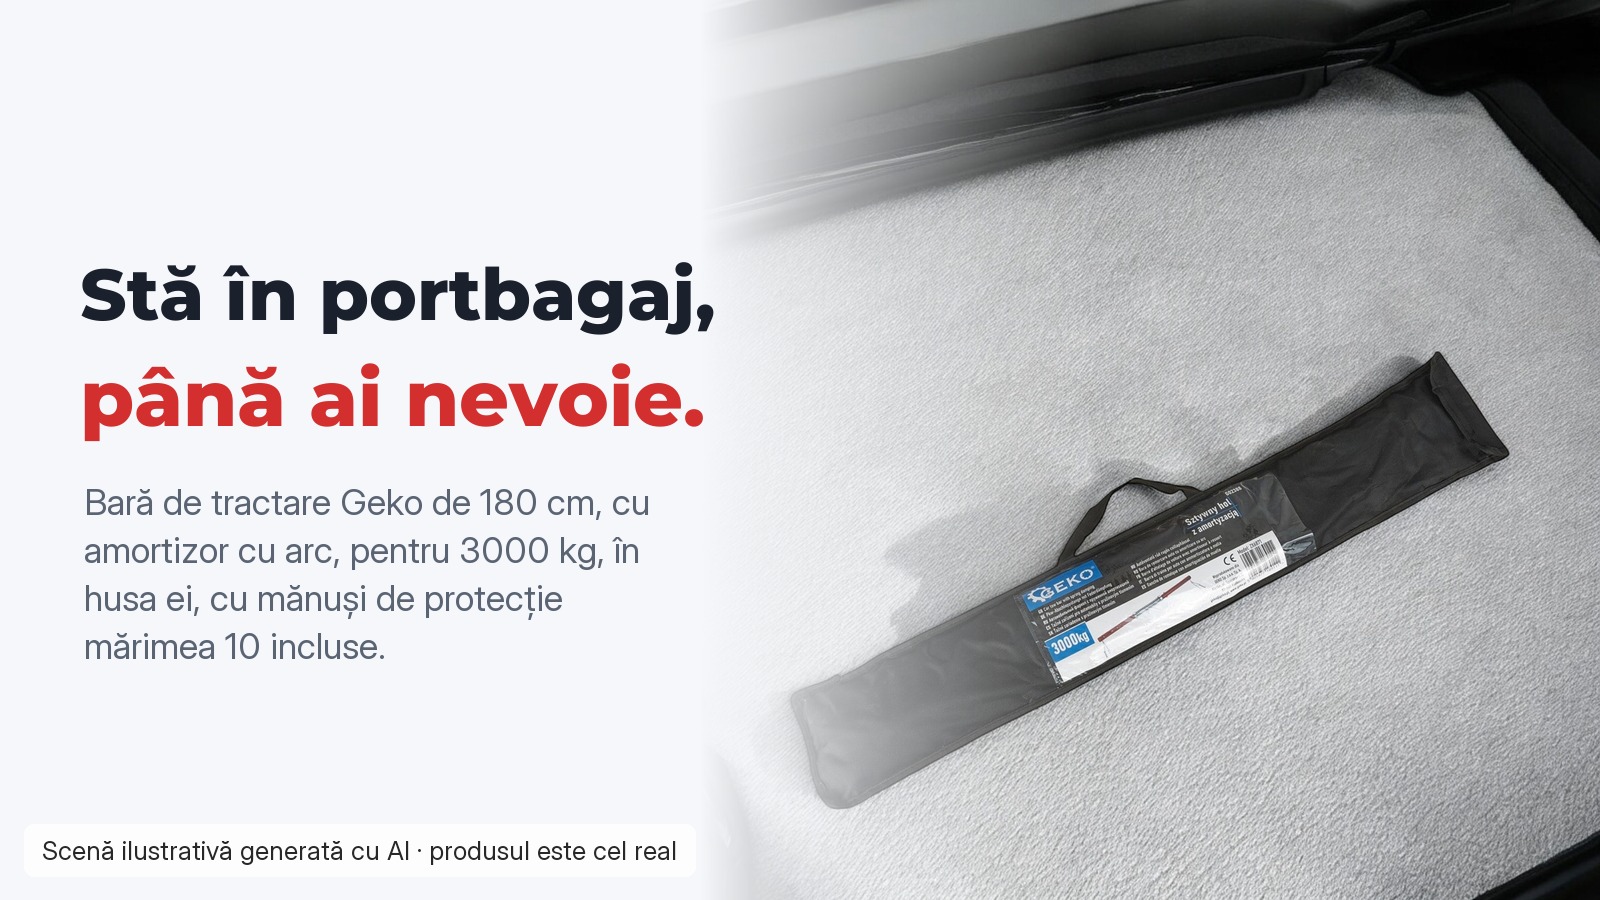 Stă în portbagaj,
până ai nevoie.
Bară de tractare Geko de 180 cm, cu
amortizor cu arc, pentru 3000 kg, în
husa ei, cu mănuși de protecție
mărimea 10 incluse.
Scenă ilustrativă generată cu AI · produsul este cel real
Sztywny hol
z amortyzacją
GEKO
3000kg